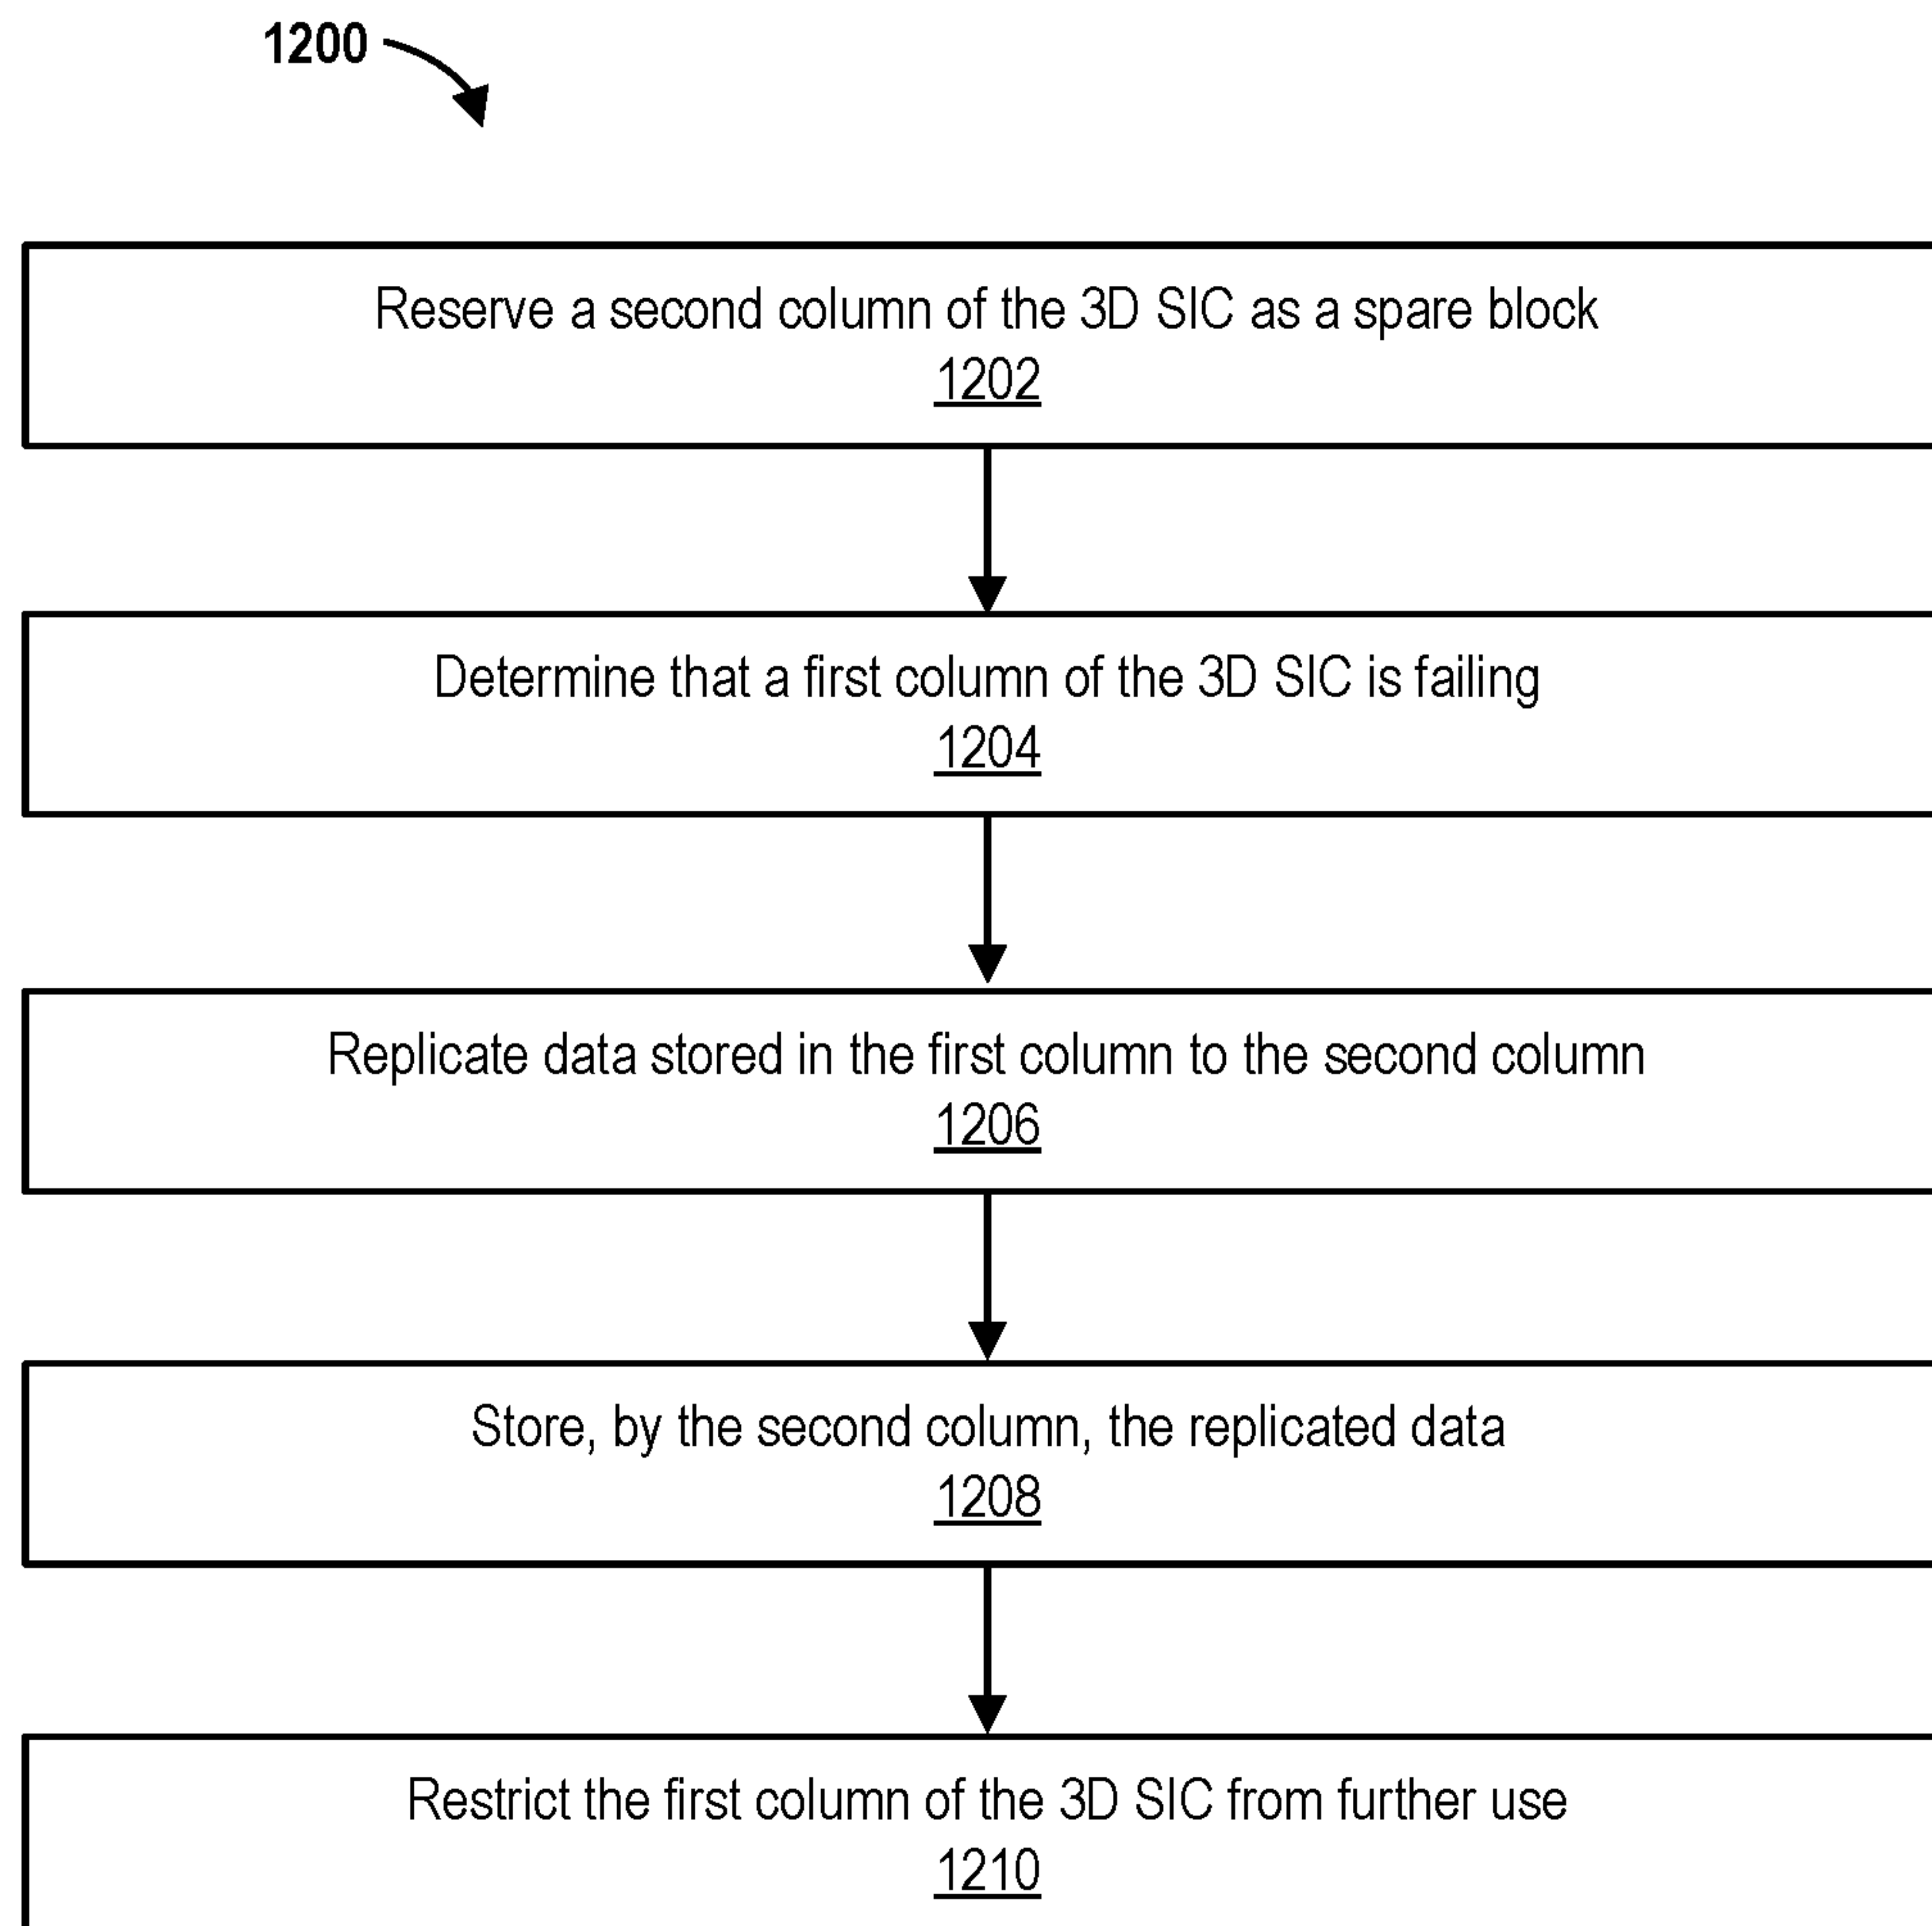 1200
Reserve a second column of the 3D SIC as a spare block
1202
Determine that a first column of the 3D SIC is failing
1204
Replicate data stored in the first column to the second column
1206
Store, by the second column, the replicated data
1208
Restrict the first column of the 3D SIC from further use
1210